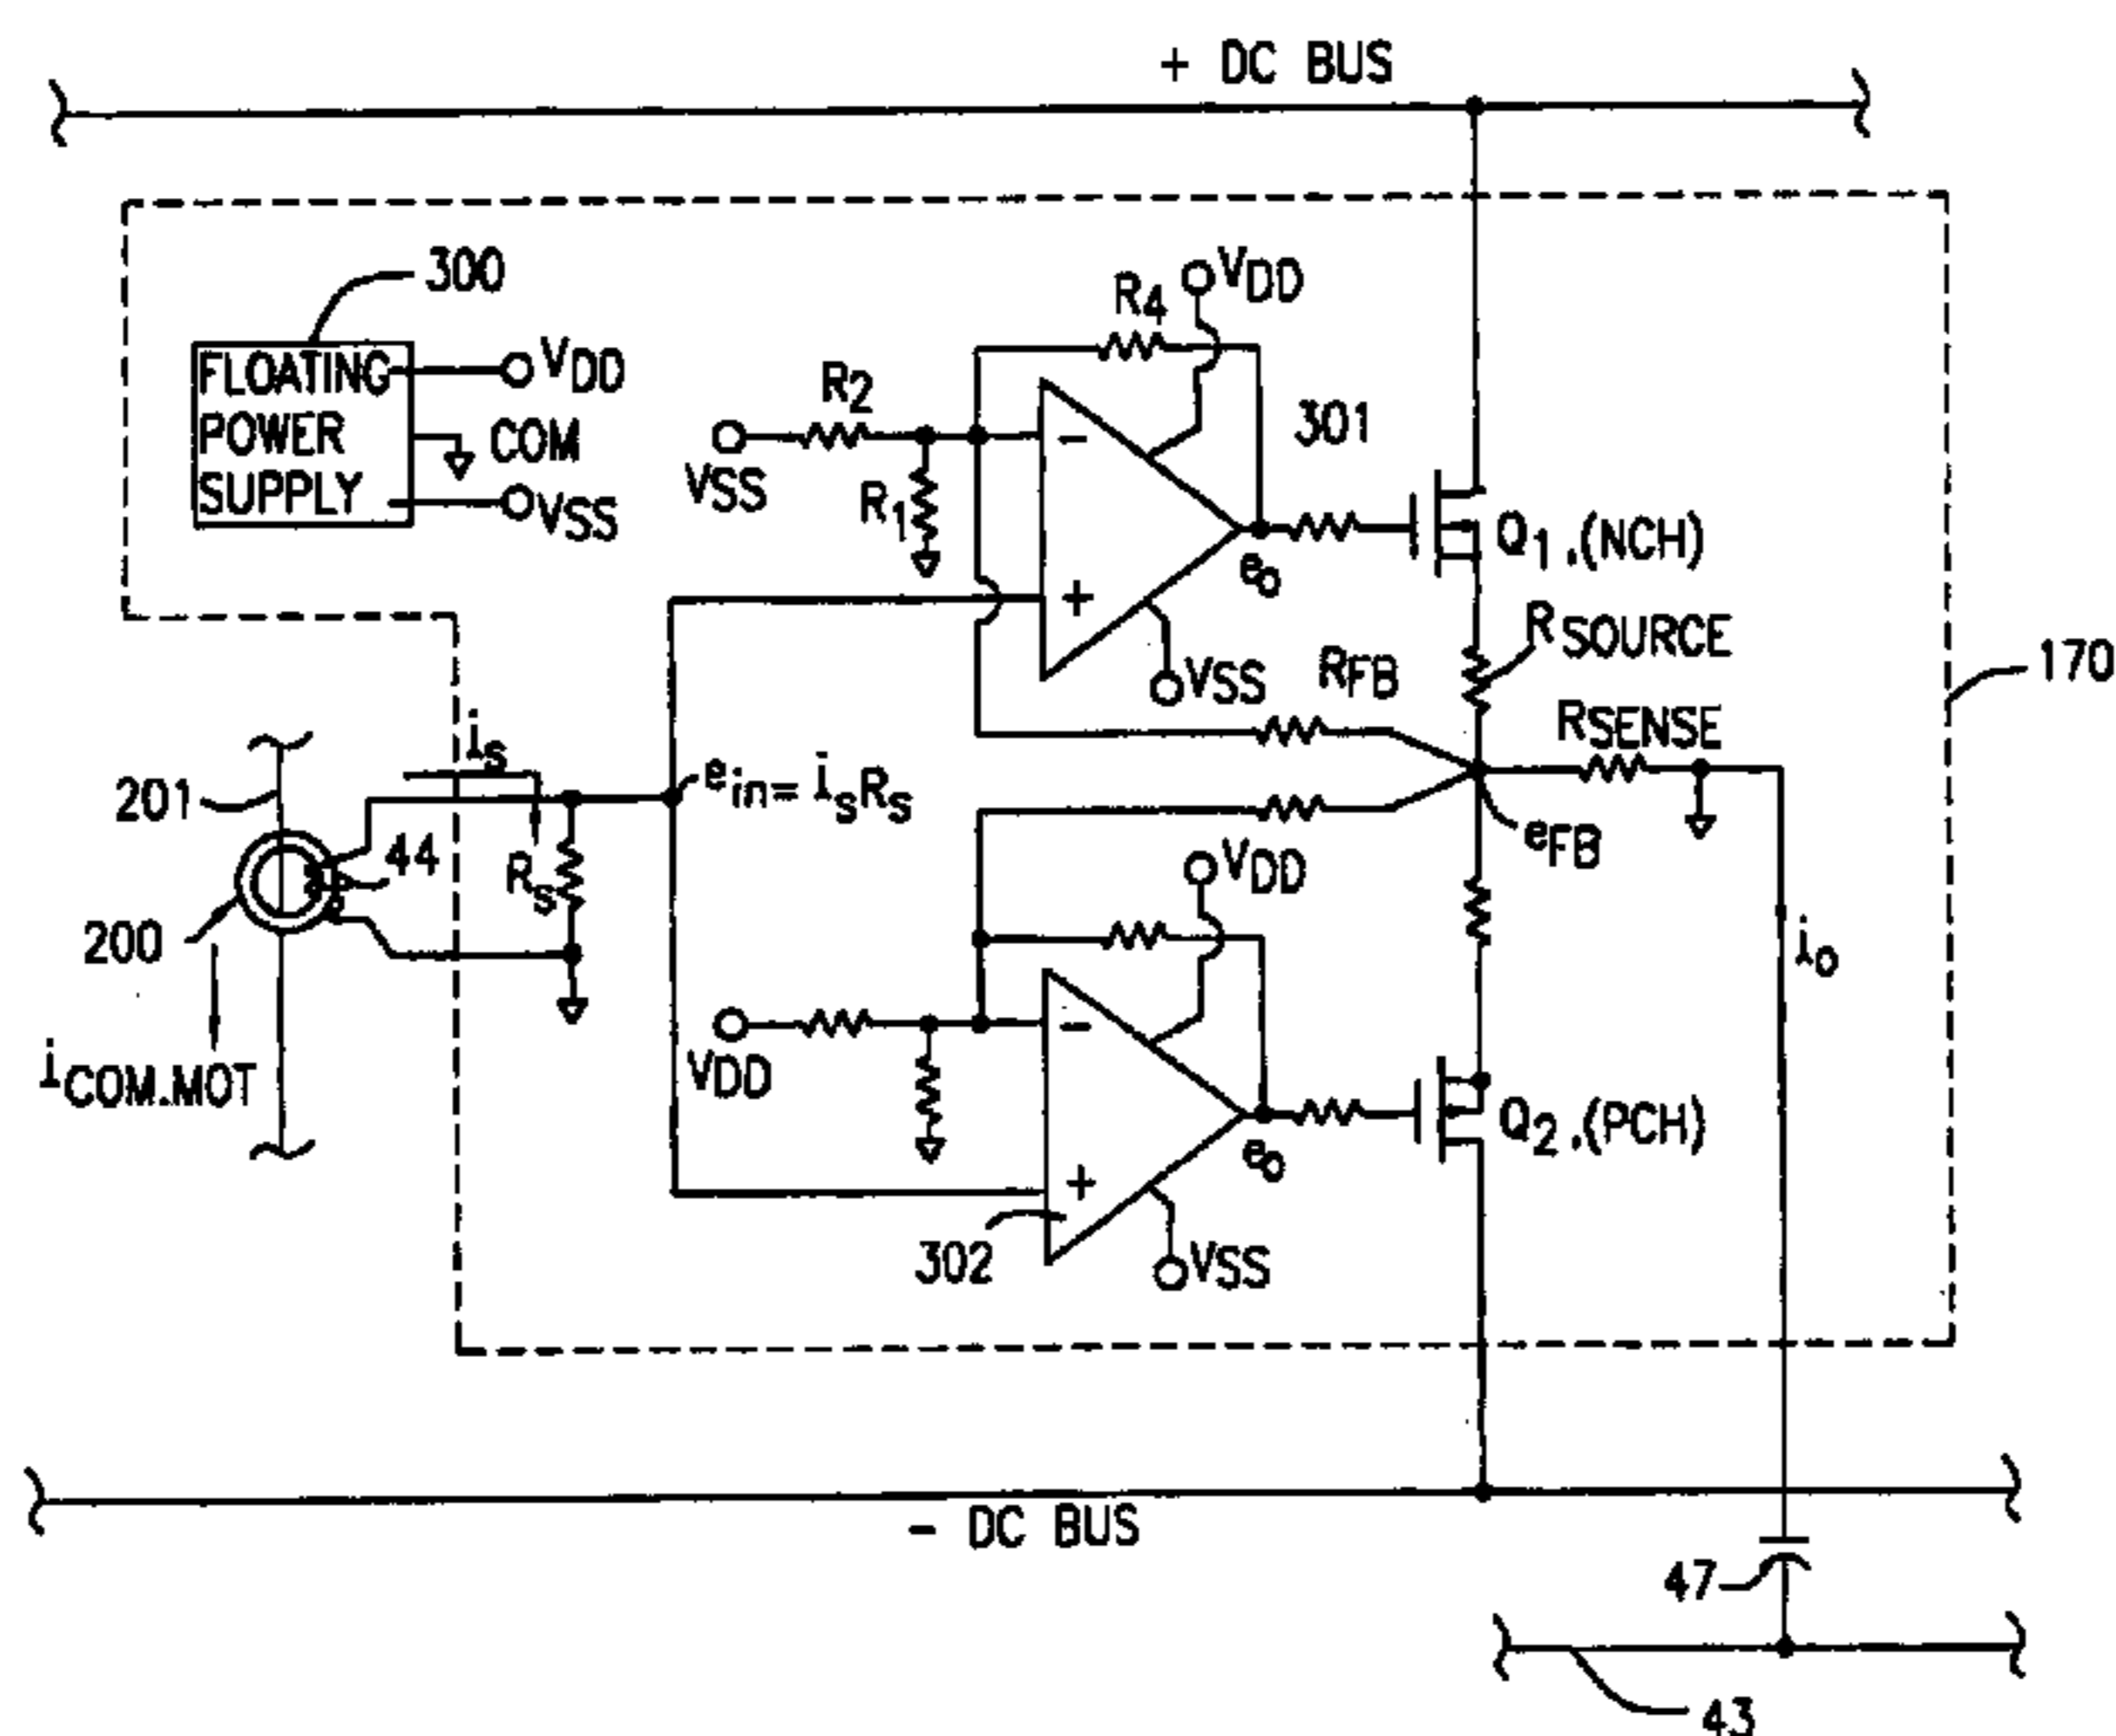 + DC BUS
300
FLOATING
POWER
SUPPLY
VDD
COM
VSS
R2
VSS
R1
R4
VDD
-
+
VSS
301
eo
Q1.(NCH)
RSOURCE
RFB
RSENSE
170
201
is
ein= isRs
44
Rs
200
iCOM.MOT
eFB
io
VDD
VDD
-
+
302
VSS
eo
Q2.(PCH)
- DC BUS
47
43